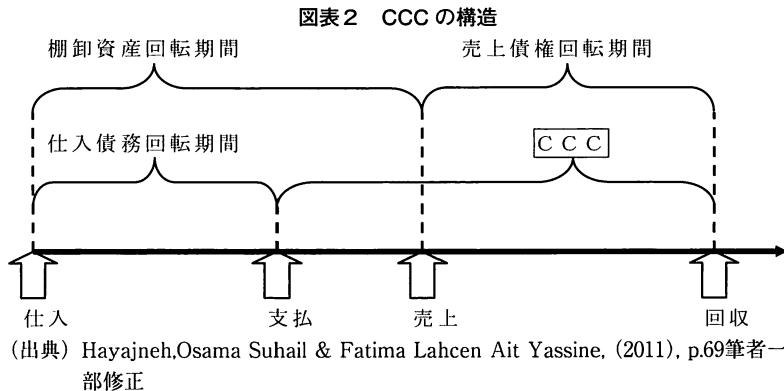 図表２　CCC の構造
棚卸資産回転期間
売上債権回転期間
仕入債務回転期間
ＣＣＣ
仕入
支払
売上
回収
（出典）Hayajneh,Osama Suhail & Fatima Lahcen Ait Yassine, (2011), p.69筆者一
部修正